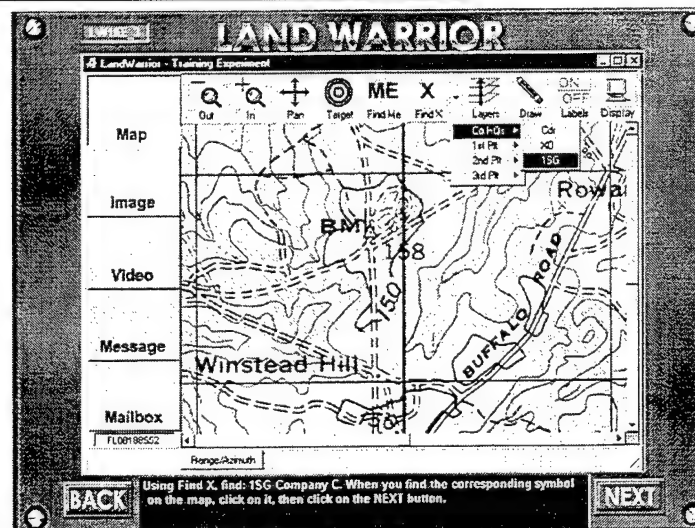 LAND WARRIOR
LandWarrior - Training Experiment
Out In Pan Target Find Me Find X Layers Draw Labels Display
ME X ON
OFF
Co HQs Cdr
1st Plt XO
2nd Plt 1SG
3rd Plt
Map
Image
Video
Message
Mailbox
Rowa
BM
158
150
BUFFALO ROAD
Winstead Hill
FL08188552
Range/Azimuth
BACK
Using Find X, find: 1SG Company C. When you find the corresponding symbol
on the map, click on it, then click on the NEXT button.
NEXT